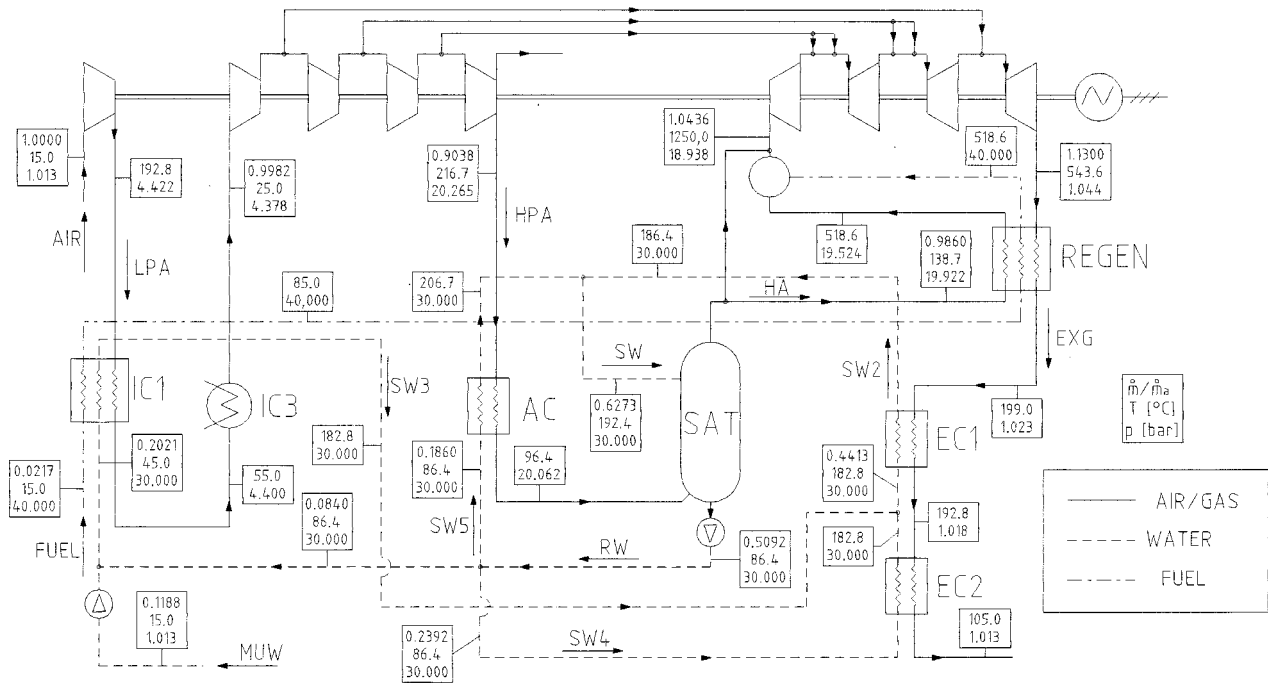 1.0000
15.0
1.013
192.8
4.422
0.9982
25.0
4.378
0.9038
216.7
20,265
1.0436
1250,0
18.938
518.6
40.000
1.1300
543.6
1.044
AIR
LPA
HPA
186.4
30.000
518.6
19.524
0.9860
138.7
19.922
REGEN
85.0
40,000
206.7
30.000
HA
EXG
IC1
IC3
SW3
AC
SW
SAT
SW2
EC1
199.0
1.023
ṁ/ṁa
T [°C]
p [bar]
0.6273
192.4
30.000
0.2021
45.0
30.000
182.8
30.000
0.1860
86.4
30.000
96.4
20.062
0.4413
182.8
30.000
0.0217
15.0
40,000
55.0
4.400
0.0840
86.4
30.000
SW5
192.8
1.018
AIR/GAS
WATER
FUEL
FUEL
RW
0.5092
86.4
30.000
182.8
30,000
EC2
0.1188
15.0
1.013
MUW
0.2392
86.4
30.000
SW4
105.0
1.013